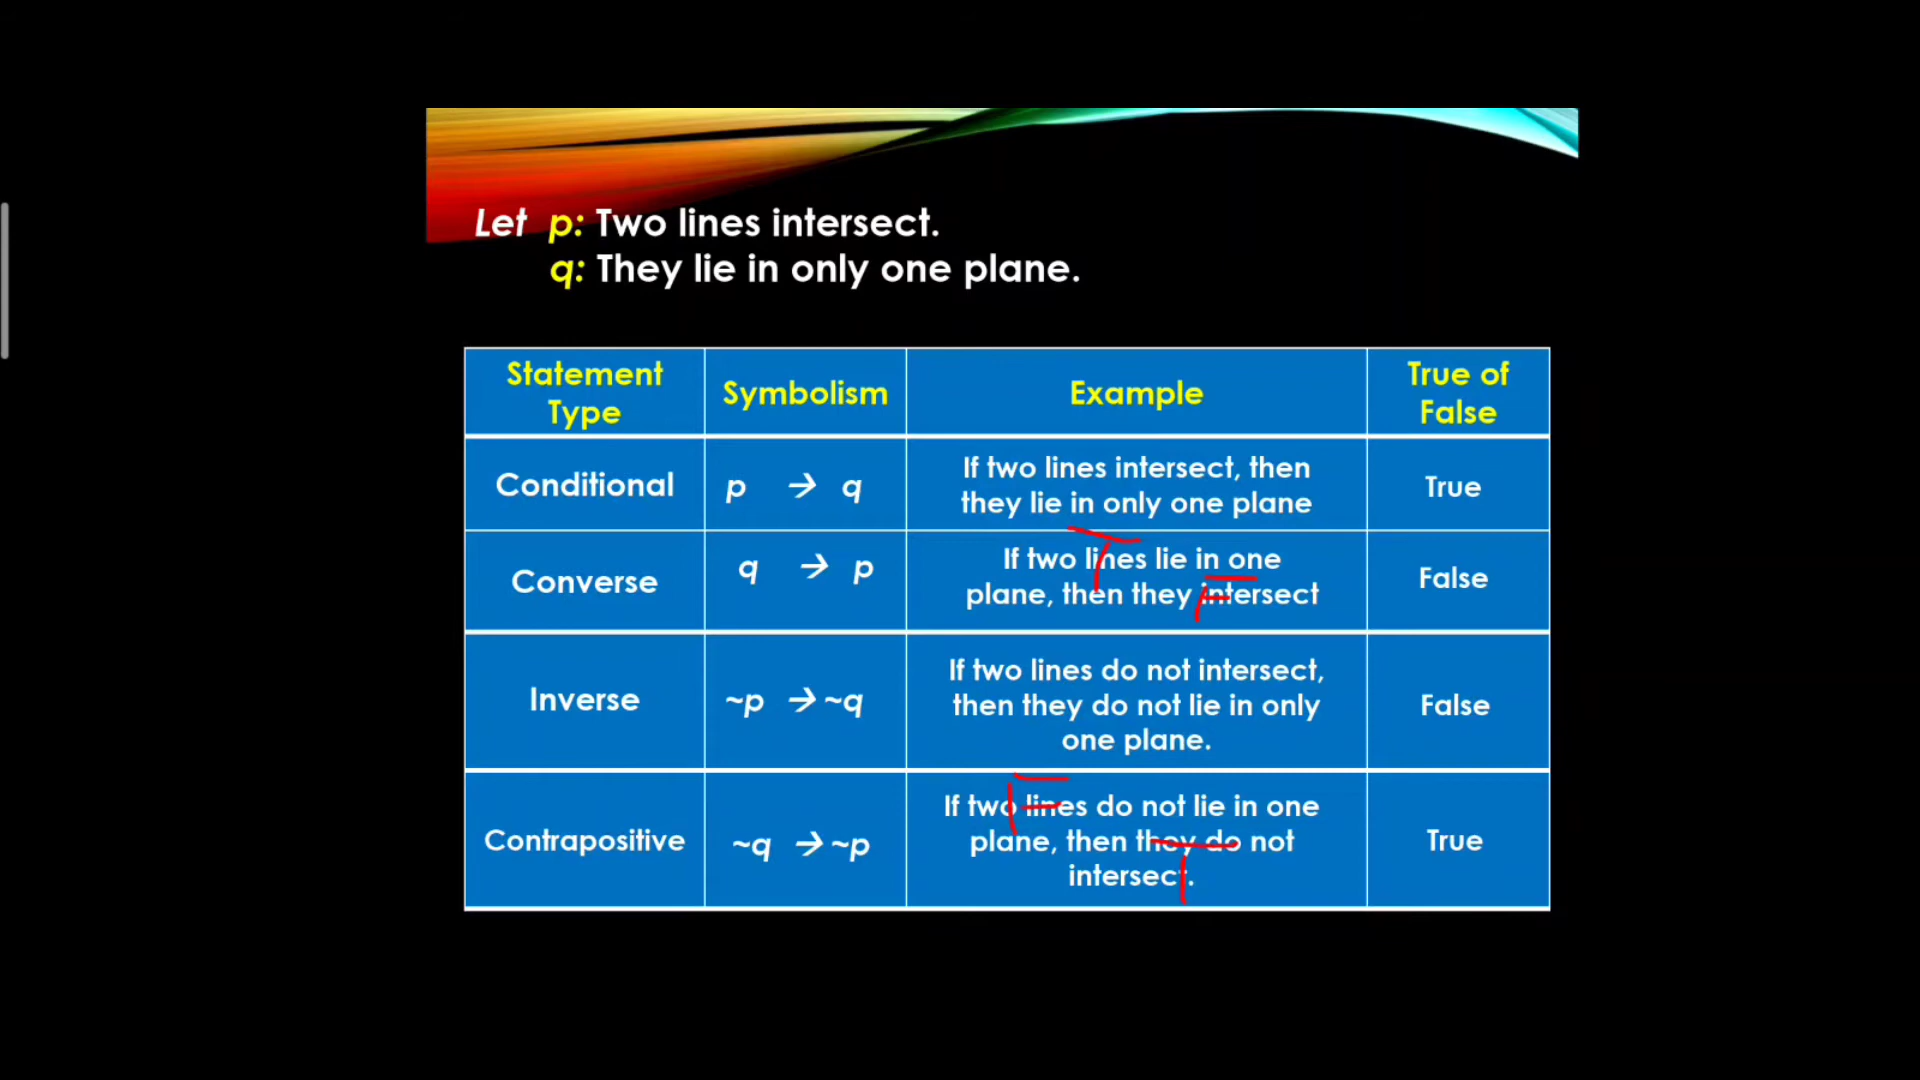 Let p: Two lines intersect.
q: They lie in only one plane.
Statement
Type
Symbolism
Example
True of
False
Conditional
p → q
If two lines intersect, then
they lie in only one plane
True
Converse
q → p
If two lines lie in one
plane, then they intersect
False
Inverse
~p → ~q
If two lines do not intersect,
then they do not lie in only
one plane.
False
Contrapositive
~q → ~p
If two lines do not lie in one
plane, then they do not
intersect.
True